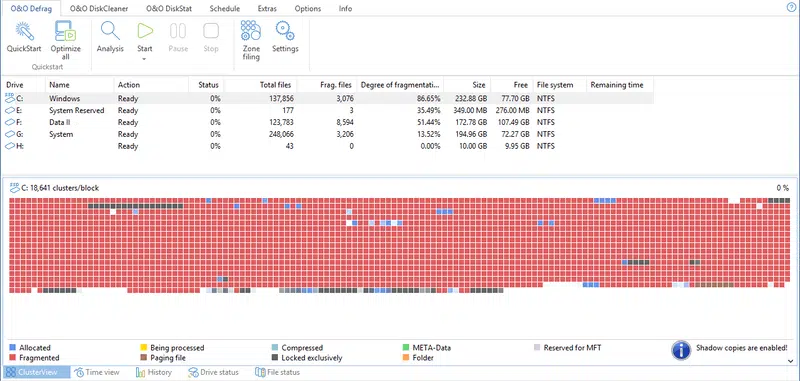 O&O Defrag O&O DiskCleaner O&O DiskStat Schedule Extras Options Info
QuickStart Optimize all Analysis Start Pause Stop Zone filing Settings
Quickstart
Drive Name Action Status Total files Frag. files Degree of fragmentati... Size Free File system Remaining time
C: Windows Ready 0% 137,856 3,076 86.65% 232.88 GB 77.70 GB NTFS
E: System Reserved Ready 0% 177 3 35.49% 349.00 MB 276.00 MB NTFS
F: Data II Ready 0% 123,783 8,594 51.44% 172.78 GB 107.49 GB NTFS
G: System Ready 0% 248,066 3,206 13.52% 194.96 GB 72.27 GB NTFS
H: Ready 0% 43 0 0.00% 10.00 GB 9.95 GB NTFS
SSD C: 18,641 clusters/block 0 %
Allocated Being processed Compressed META-Data Reserved for MFT Shadow copies are enabled!
Fragmented Paging file Locked exclusively Folder
ClusterView Time view History Drive status File status